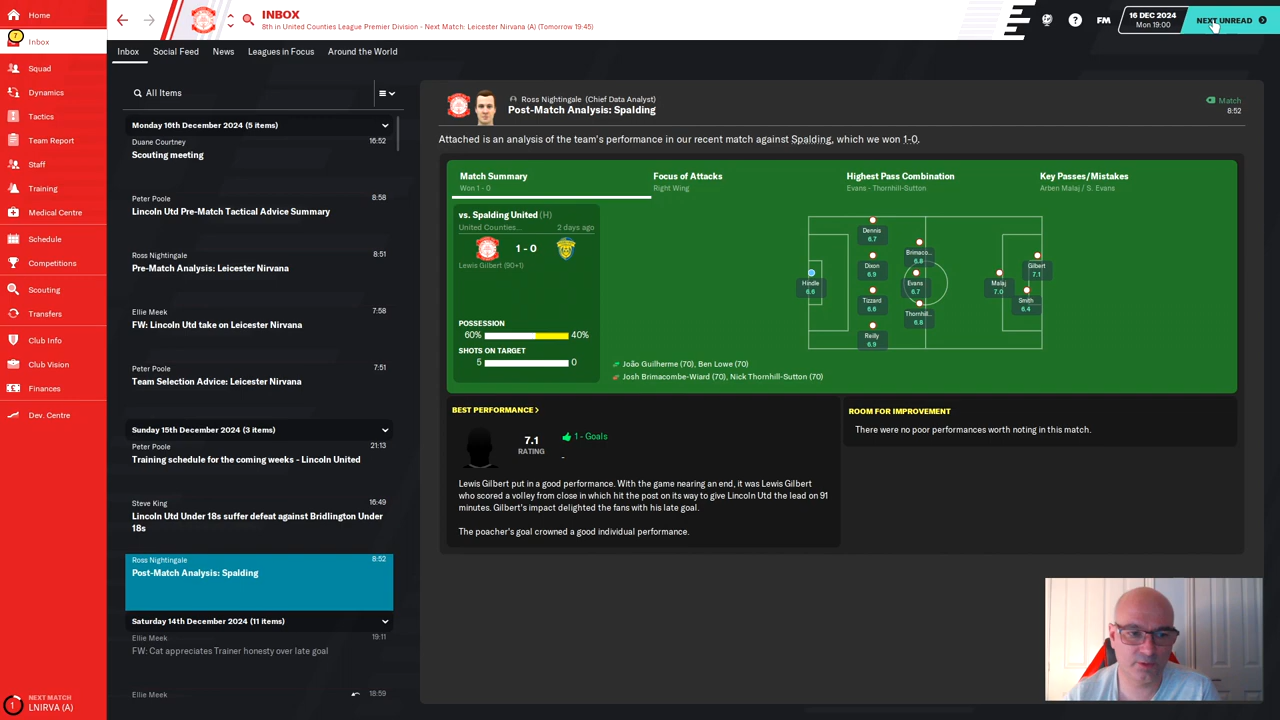 Home
INBOX
8th in United Counties League Premier Division - Next Match: Leicester Nirvana (A) (Tomorrow 19:45)
?
FM
16 DEC 2024
Mon 19:00
NEXT UNREAD
7
Inbox
Squad
Dynamics
Tactics
Team Report
Staff
Training
Medical Centre
Schedule
Competitions
Scouting
Transfers
Club Info
Club Vision
Finances
Dev. Centre
1
NEXT MATCH
LNIRVA (A)
Inbox
Social Feed
News
Leagues in Focus
Around the World
All Items
Monday 16th December 2024 (5 items)
Duane Courtney
16:52
Scouting meeting
Peter Poole
8:58
Lincoln Utd Pre-Match Tactical Advice Summary
Ross Nightingale
8:51
Pre-Match Analysis: Leicester Nirvana
Ellie Meek
7:58
FW: Lincoln Utd take on Leicester Nirvana
Peter Poole
7:51
Team Selection Advice: Leicester Nirvana
Sunday 15th December 2024 (3 items)
Peter Poole
21:13
Training schedule for the coming weeks - Lincoln United
Steve King
16:49
Lincoln Utd Under 18s suffer defeat against Bridlington Under
18s
Ross Nightingale
8:52
Post-Match Analysis: Spalding
Saturday 14th December 2024 (11 items)
Ellie Meek
19:11
FW: Cat appreciates Trainer honesty over late goal
Ellie Meek
18:59
Ross Nightingale (Chief Data Analyst)
Post-Match Analysis: Spalding
Match
8:52
Attached is an analysis of the team's performance in our recent match against Spalding, which we won 1-0.
Match Summary
Won 1 - 0
Focus of Attacks
Right Wing
Highest Pass Combination
Evans - Thornhill-Sutton
Key Passes/Mistakes
Arben Malaj / S. Evans
vs. Spalding United (H)
United Counties...
2 days ago
1 - 0
Lewis Gilbert (90+1)
POSSESSION
60%
40%
SHOTS ON TARGET
5
0
Dennis
6.7
Brimaco...
6.8
Dixon
6.9
Gilbert
7.1
Hindle
6.6
Evans
6.7
Malaj
7.0
Tizzard
6.6
Smith
6.4
Thornhill...
6.8
Reilly
6.9
João Guilherme (70), Ben Lowe (70)
Josh Brimacombe-Ward (70), Nick Thornhill-Sutton (70)
BEST PERFORMANCE >
7.1
RATING
1 - Goals
-
Lewis Gilbert put in a good performance. With the game nearing an end, it was Lewis Gilbert
who scored a volley from close in which hit the post on its way to give Lincoln Utd the lead on 91
minutes. Gilbert's impact delighted the fans with his late goal.
The poacher's goal crowned a good individual performance.
ROOM FOR IMPROVEMENT
There were no poor performances worth noting in this match.